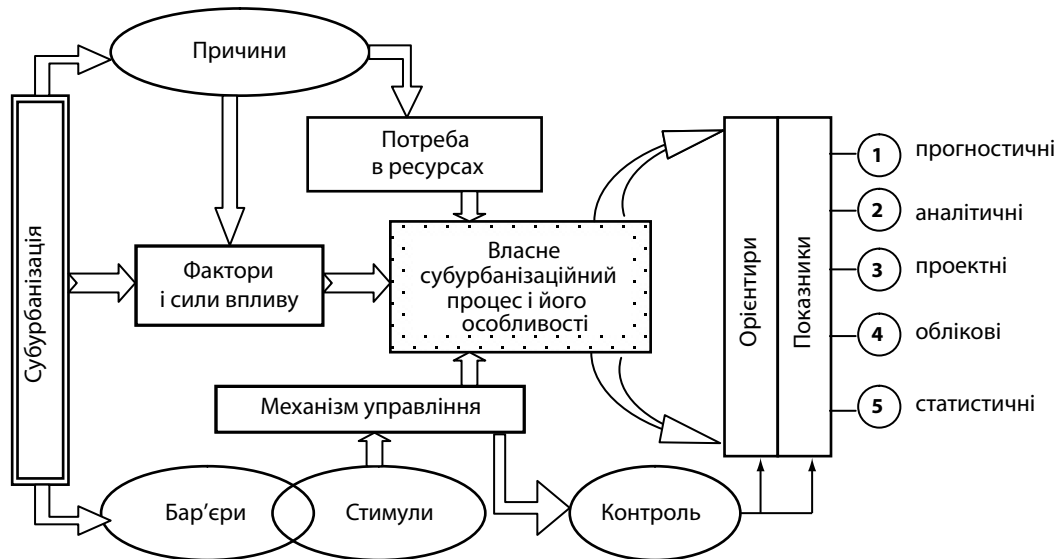 Причини
Потреба
в ресурсах
Субурбанізація
Фактори
і сили впливу
Власне
субурбанізаційний
процес і його
особливості
Механізм управління
Бар’єри
Стимули
Контроль
Орієнтири
Показники
1 прогностичні
2 аналітичні
3 проектні
4 облікові
5 статистичні